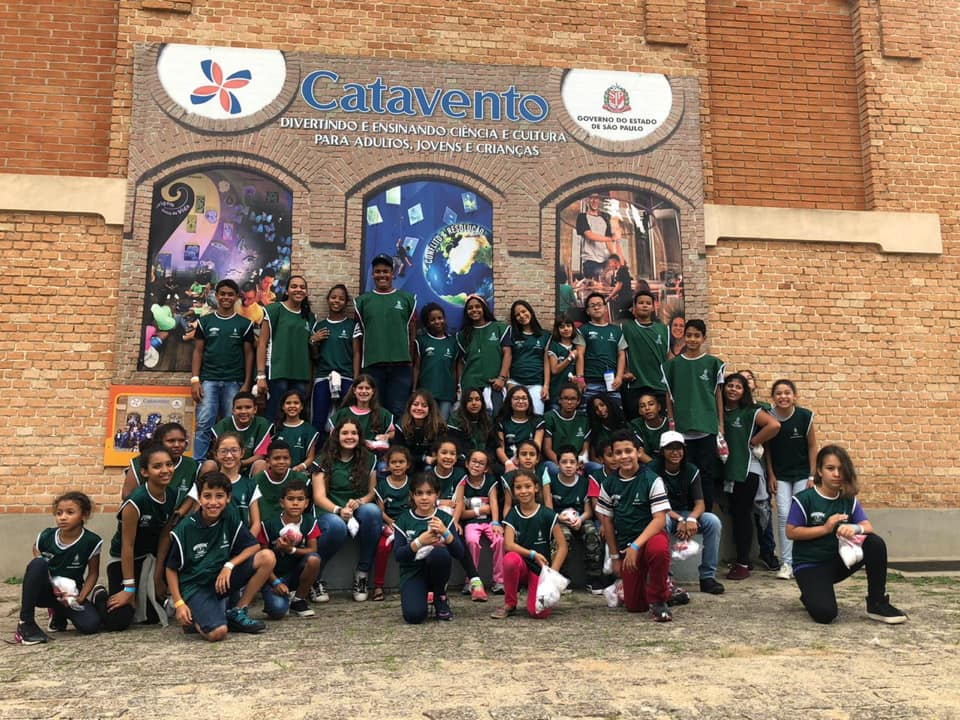 Catavento
DIVERTINDO E ENSINANDO CIÊNCIA E CULTURA
PARA ADULTOS, JOVENS E CRIANÇAS
GOVERNO DO ESTADO
DE SÃO PAULO
CONFLITO E RESOLUÇÃO